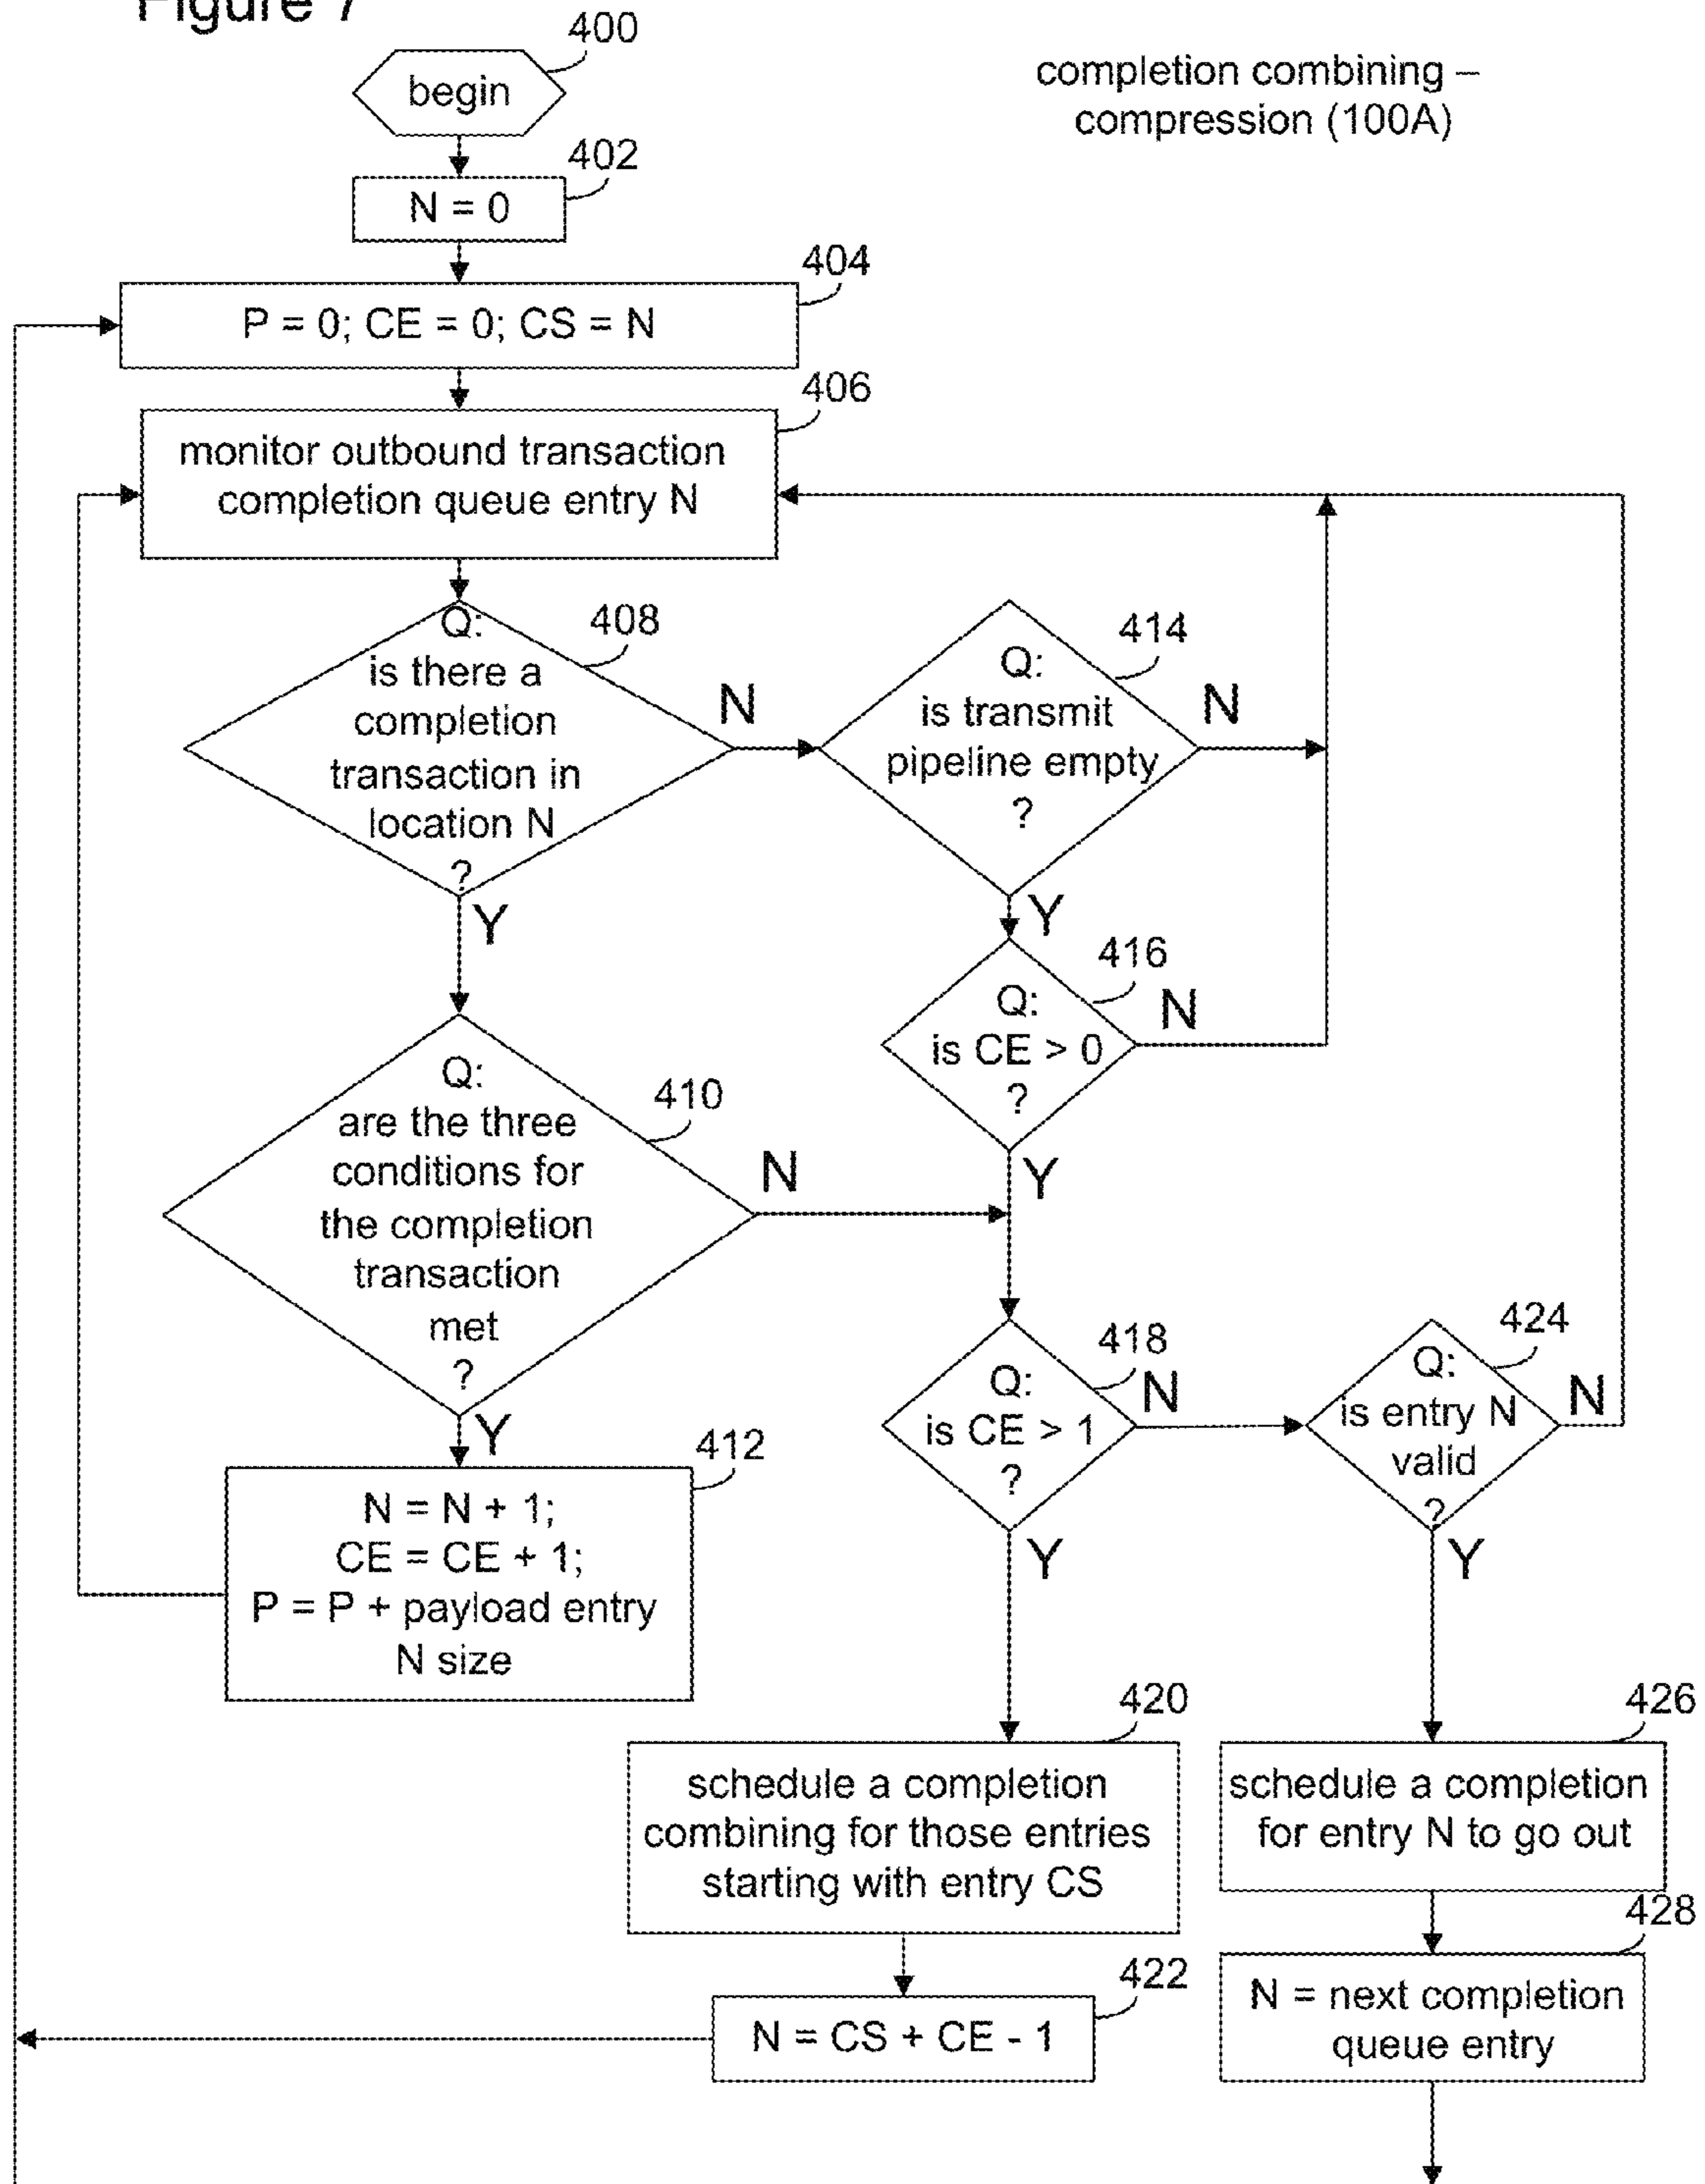 Figure 7
completion combining –
compression (100A)
400
begin
402
N = 0
404
P = 0; CE = 0; CS = N
406
monitor outbound transaction
completion queue entry N
408
Q:
is there a
completion
transaction in
location N
?
N
Y
414
Q:
is transmit
pipeline empty
?
N
Y
416
Q:
is CE > 0
?
N
Y
410
Q:
are the three
conditions for
the completion
transaction
met
?
N
Y
412
N = N + 1;
CE = CE + 1;
P = P + payload entry
N size
418
Q:
is CE > 1
?
N
Y
424
Q:
is entry N
valid
?
N
Y
420
schedule a completion
combining for those entries
starting with entry CS
422
N = CS + CE - 1
426
schedule a completion
for entry N to go out
428
N = next completion
queue entry